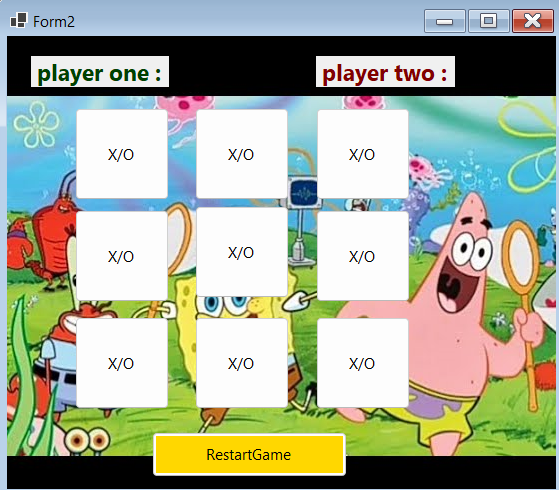 Form2
player one :
player two :
X/O
X/O
X/O
X/O
X/O
X/O
X/O
X/O
X/O
RestartGame